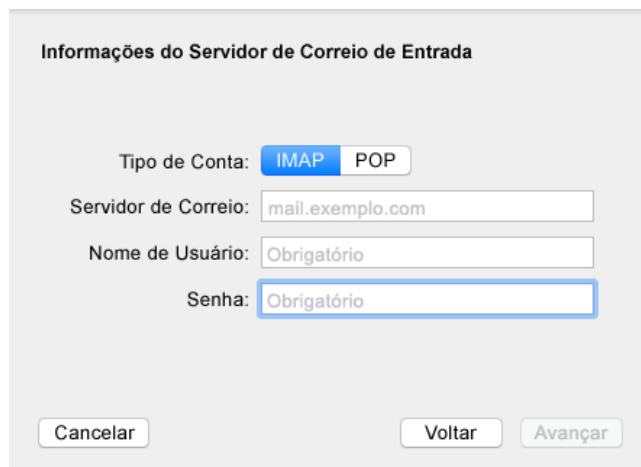 Informações do Servidor de Correio de Entrada
Tipo de Conta: IMAP POP
Servidor de Correio: mail.exemplo.com
Nome de Usuário: Obrigatório
Senha: Obrigatório
Cancelar Voltar Avançar